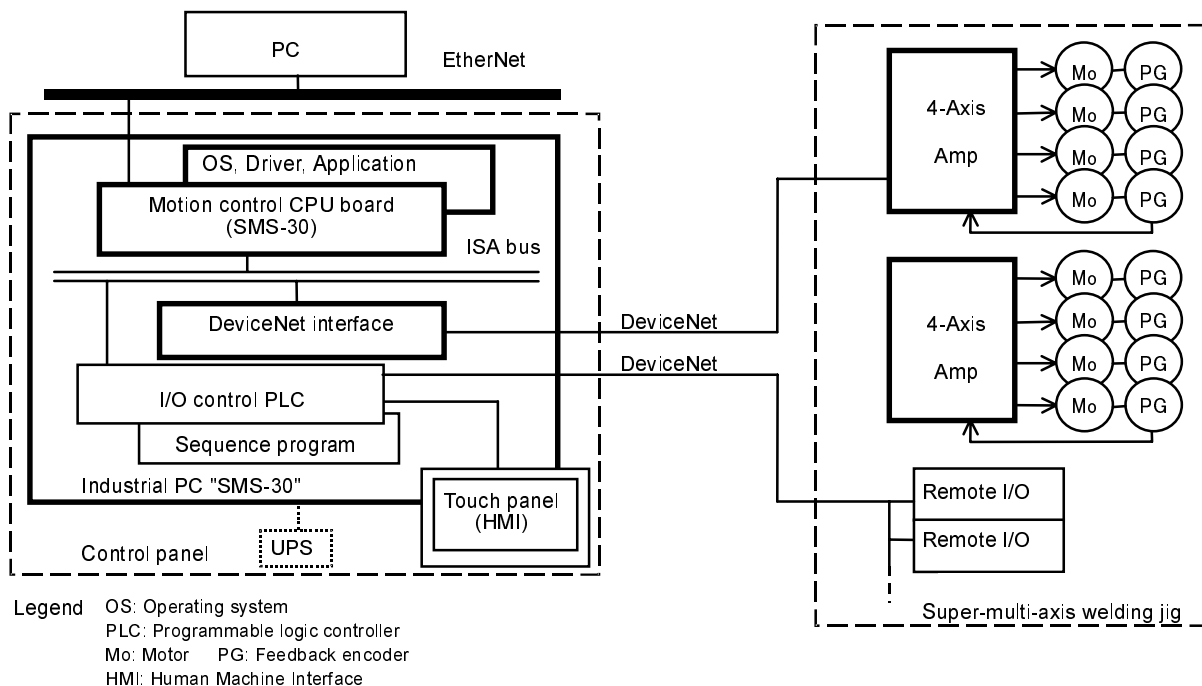 PC
EtherNet
OS, Driver, Application
Motion control CPU board
(SMS-30)
ISA bus
DeviceNet interface
I/O control PLC
Sequence program
Industrial PC "SMS-30"
Touch panel
(HMI)
UPS
Control panel
DeviceNet
DeviceNet
4-Axis
Amp
Mo PG
Mo PG
Mo PG
Mo PG
4-Axis
Amp
Mo PG
Mo PG
Mo PG
Mo PG
Remote I/O
Remote I/O
Super-multi-axis welding jig
Legend OS: Operating system
PLC: Programmable logic controller
Mo: Motor PG: Feedback encoder
HMI: Human Machine Interface